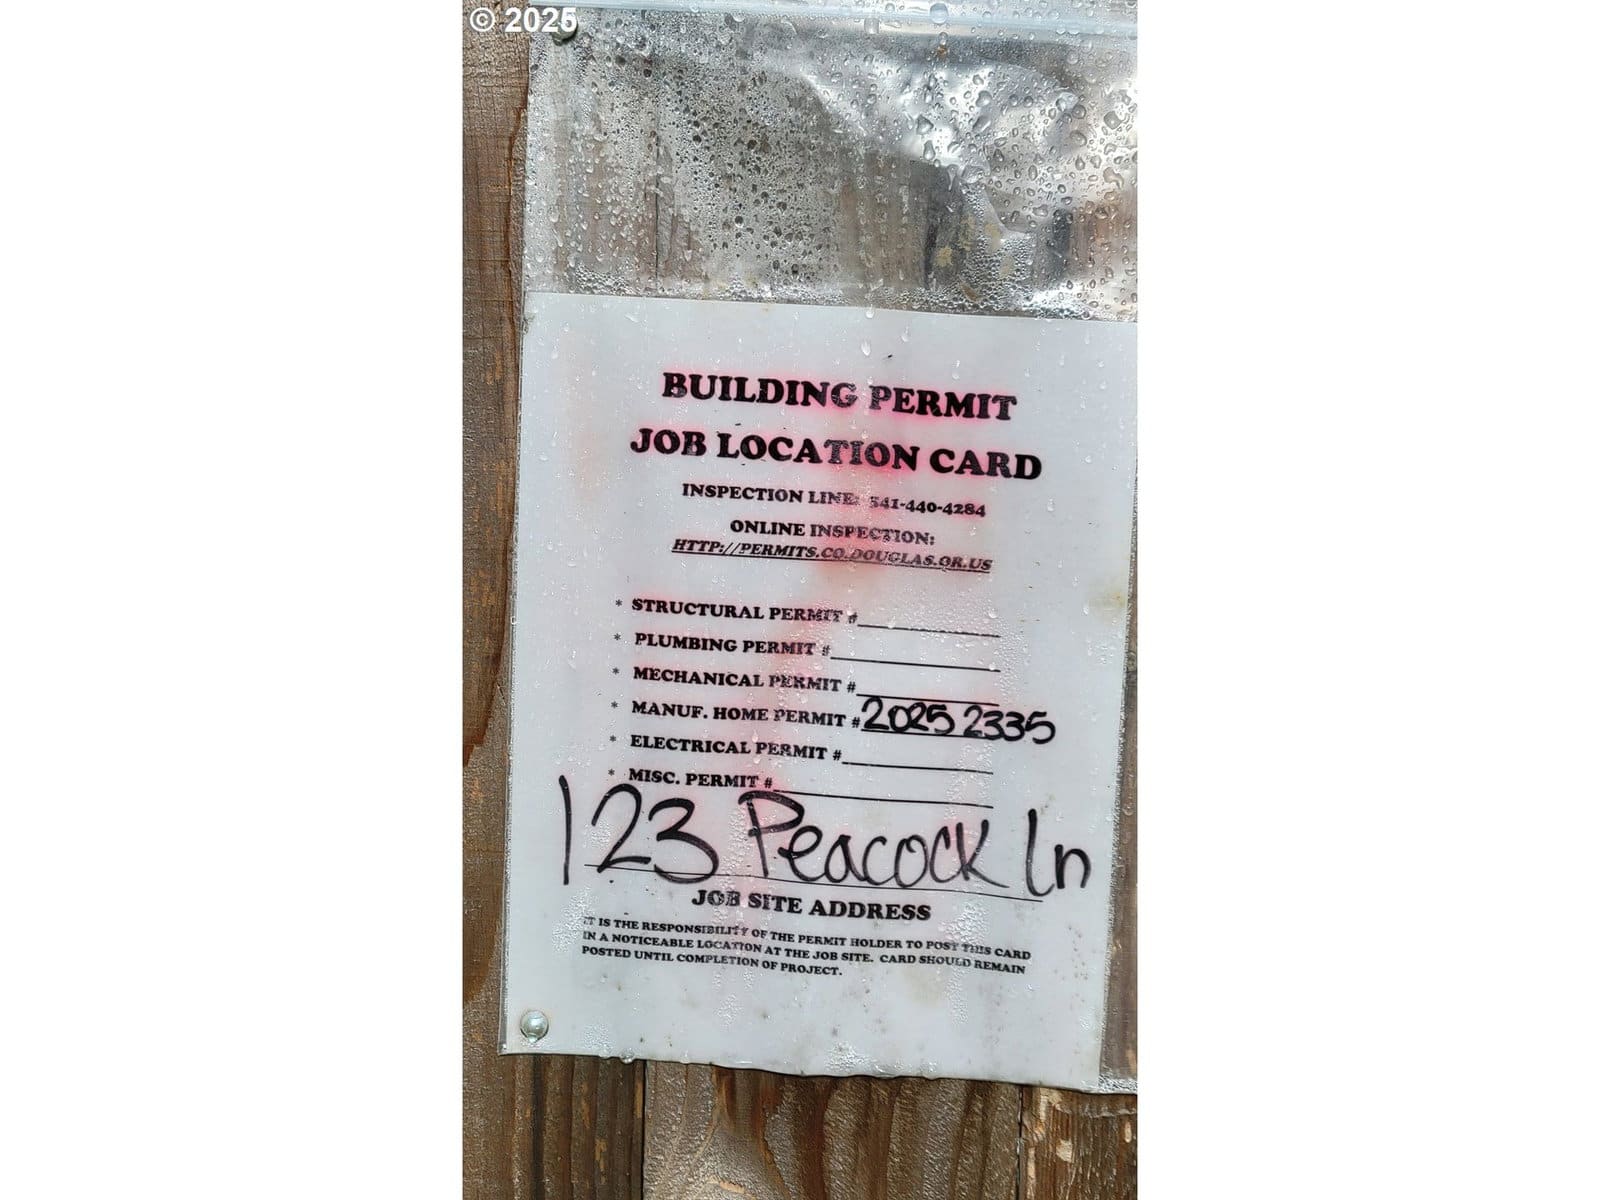 © 2025
BUILDING PERMIT
JOB LOCATION CARD
INSPECTION LINE: 541-440-4284
ONLINE INSPECTION:
HTTP://PERMITS.CO.DOUGLAS.OR.US
* STRUCTURAL PERMIT #
* PLUMBING PERMIT #
* MECHANICAL PERMIT #
* MANUF. HOME PERMIT # 2025 2335
* ELECTRICAL PERMIT #
* MISC. PERMIT #
123 Peacock Ln
JOB SITE ADDRESS
IT IS THE RESPONSIBILITY OF THE PERMIT HOLDER TO POST THIS CARD
IN A NOTICEABLE LOCATION AT THE JOB SITE. CARD SHOULD REMAIN
POSTED UNTIL COMPLETION OF PROJECT.